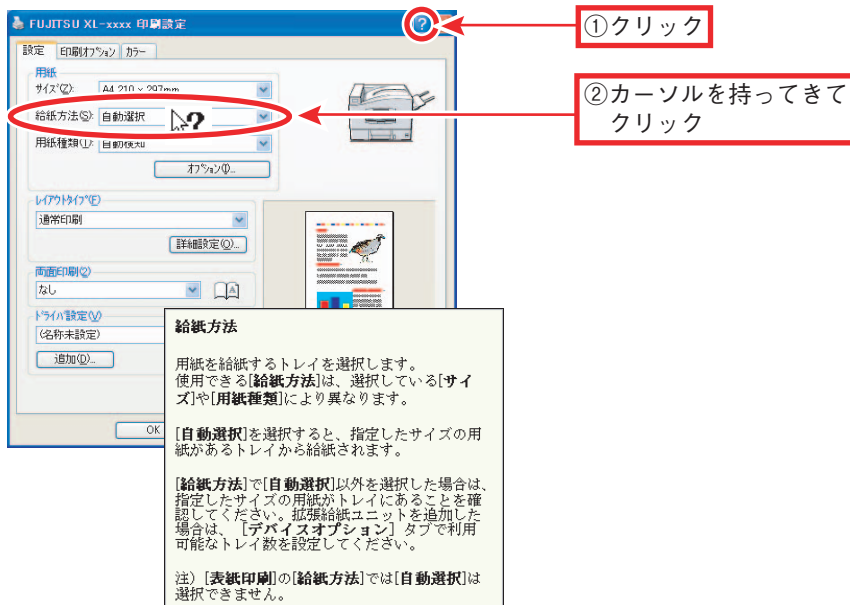 FUJITSU XL-xxxx 印刷設定
①クリック
設定 印刷オプション カラー
用紙
サイズ(Z): A4 210 x 297mm
②カーソルを持ってきて
クリック
給紙方法(S): 自動選択
用紙種類(I): 自動検知
オプション(I)...
レイアウトタイプ(F)
通常印刷
詳細設定(O)...
両面印刷(2)
なし
ドライバ設定(V)
(名称未設定)
追加(D)...
OK
給紙方法
用紙を給紙するトレイを選択します。
使用できる[給紙方法]は、選択している[サイ
ズ]や[用紙種類]により異なります。
[自動選択]を選択すると、指定したサイズの用
紙があるトレイから給紙されます。
[給紙方法]で[自動選択]以外を選択した場合は、
指定したサイズの用紙がトレイにあることを確
認してください。拡張給紙ユニットを追加した
場合は、 [デバイスオプション] タブで利用
可能なトレイ数を設定してください。
注) [表紙印刷]の[給紙方法]では[自動選択]は
選択できません。